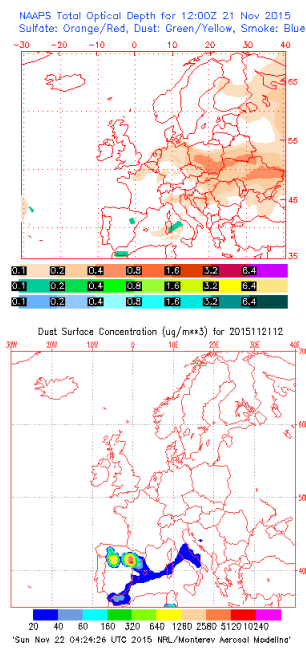 NAAPS Total Optical Depth for 12:00Z 21 Nov 2015
Sulfate: Orange/Red, Dust: Green/Yellow, Smoke: Blue
-30 -20 -10 0 10 20 30 40
65
55
45
35
0.1 0.2 0.4 0.8 1.6 3.2 6.4
0.1 0.2 0.4 0.8 1.6 3.2 6.4
0.1 0.2 0.4 0.8 1.6 3.2 6.4
Dust Surface Concentration (ug/m**3) for 2015112112
30W 20W 10W 0 10E 20E 30E 40E
70
60
50
40
20 40 60 160 320 640 1280 2560 5120 10240
'Sun Nov 22 04:24:26 UTC 2015 NRL/Monterey Aerosol Modeling'